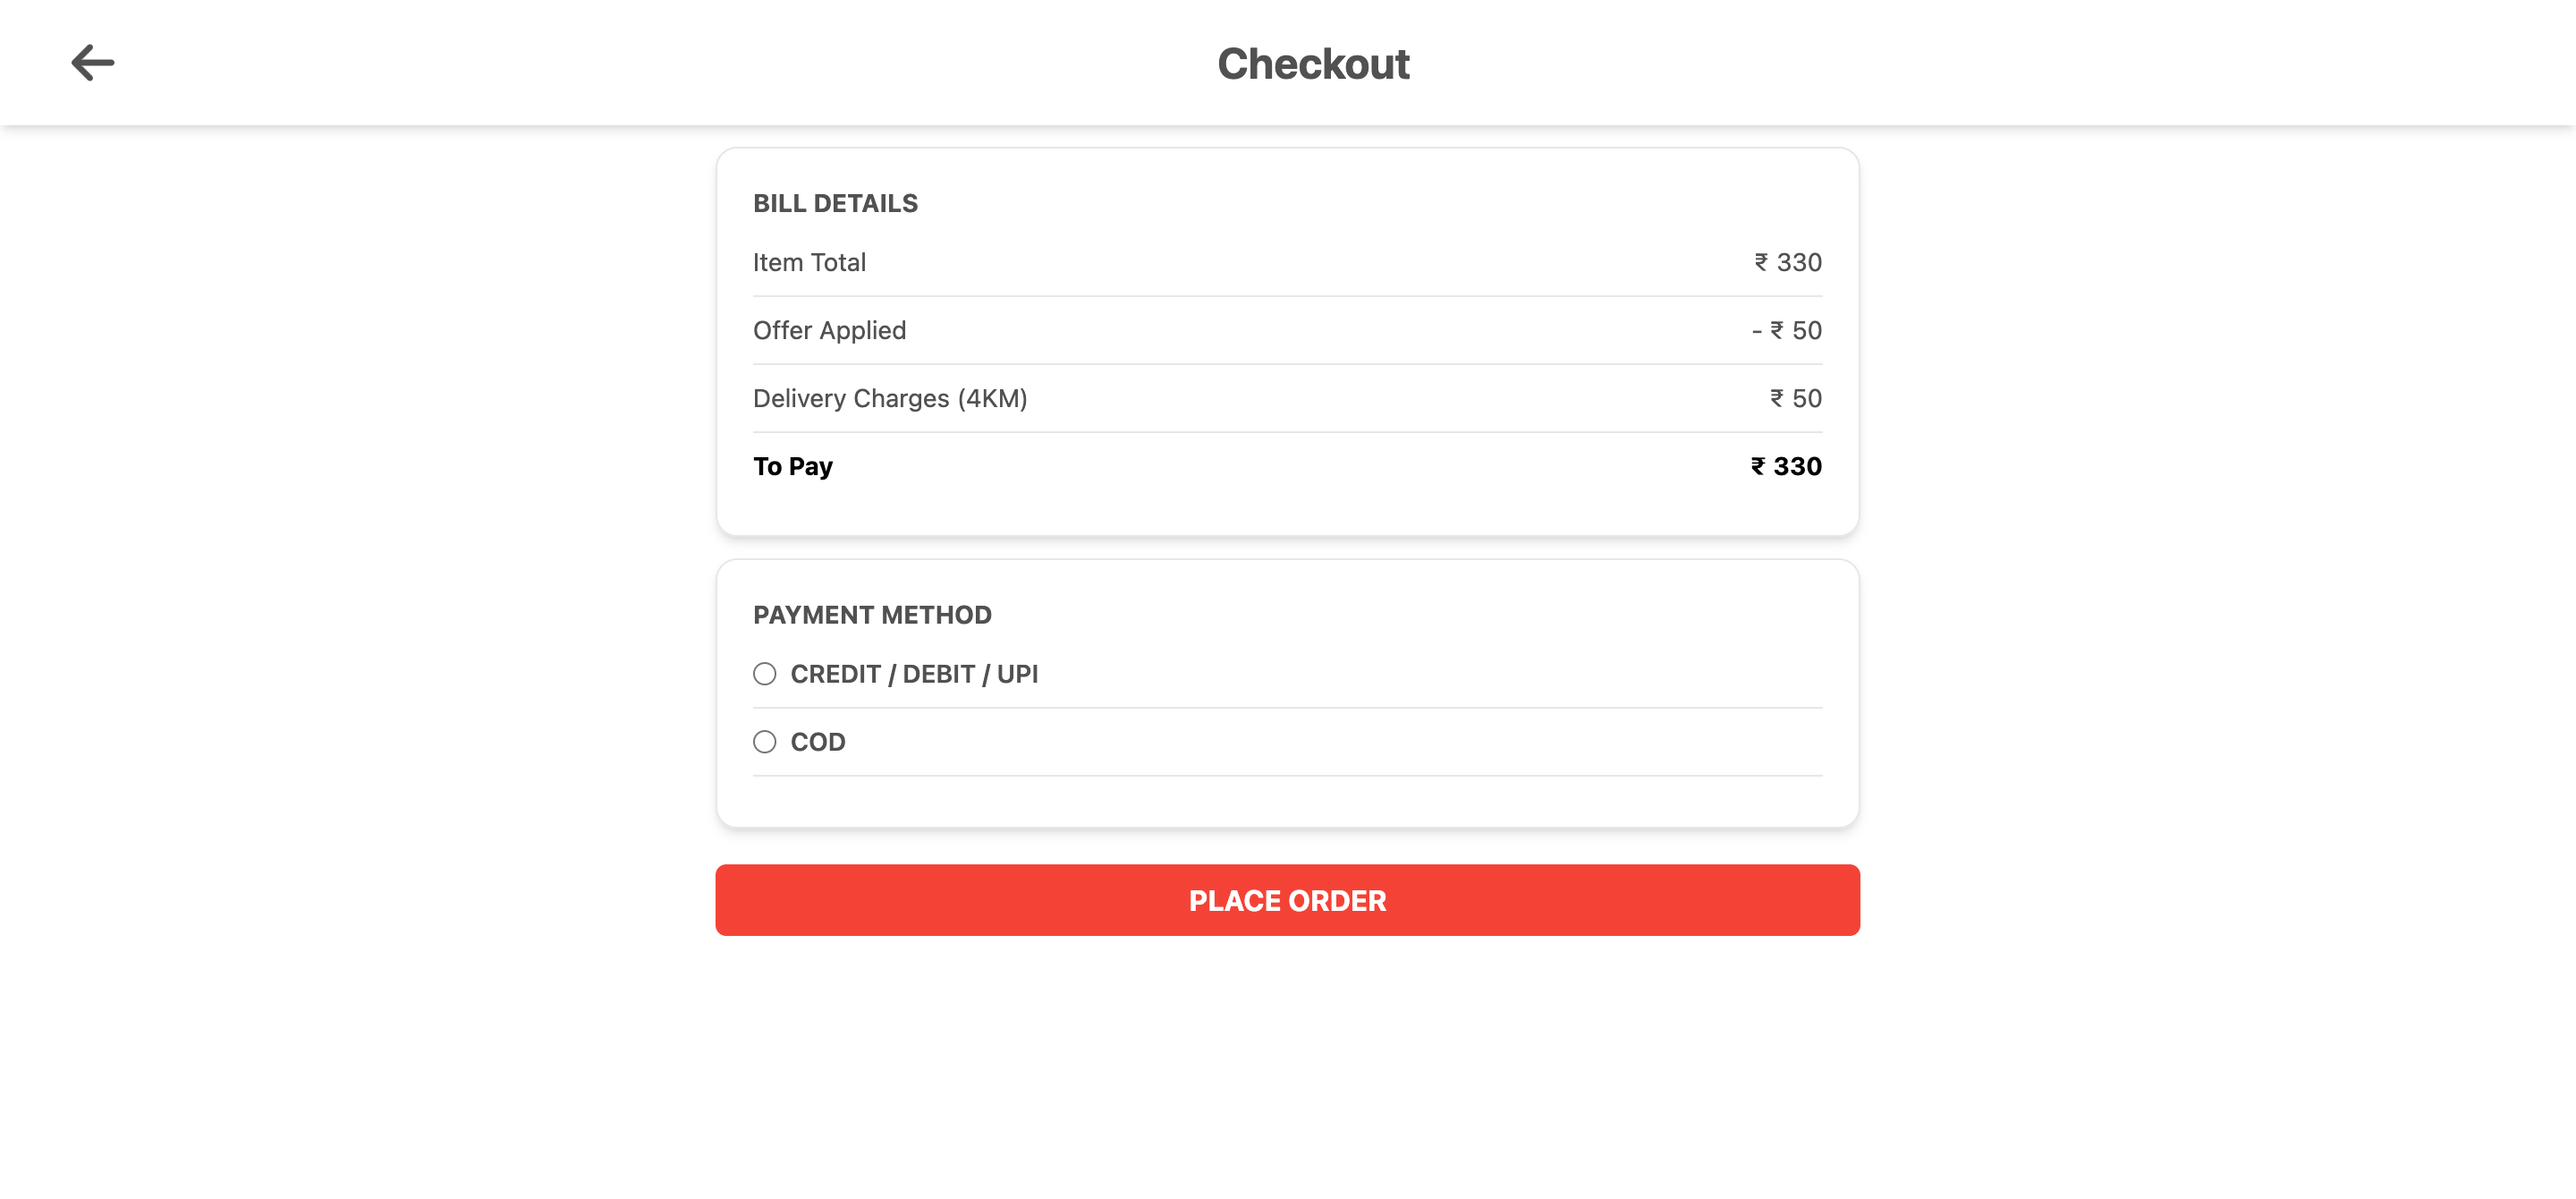 Checkout
BILL DETAILS
Item Total ₹ 330
Offer Applied - ₹ 50
Delivery Charges (4KM) ₹ 50
To Pay ₹ 330
PAYMENT METHOD
CREDIT / DEBIT / UPI
COD
PLACE ORDER